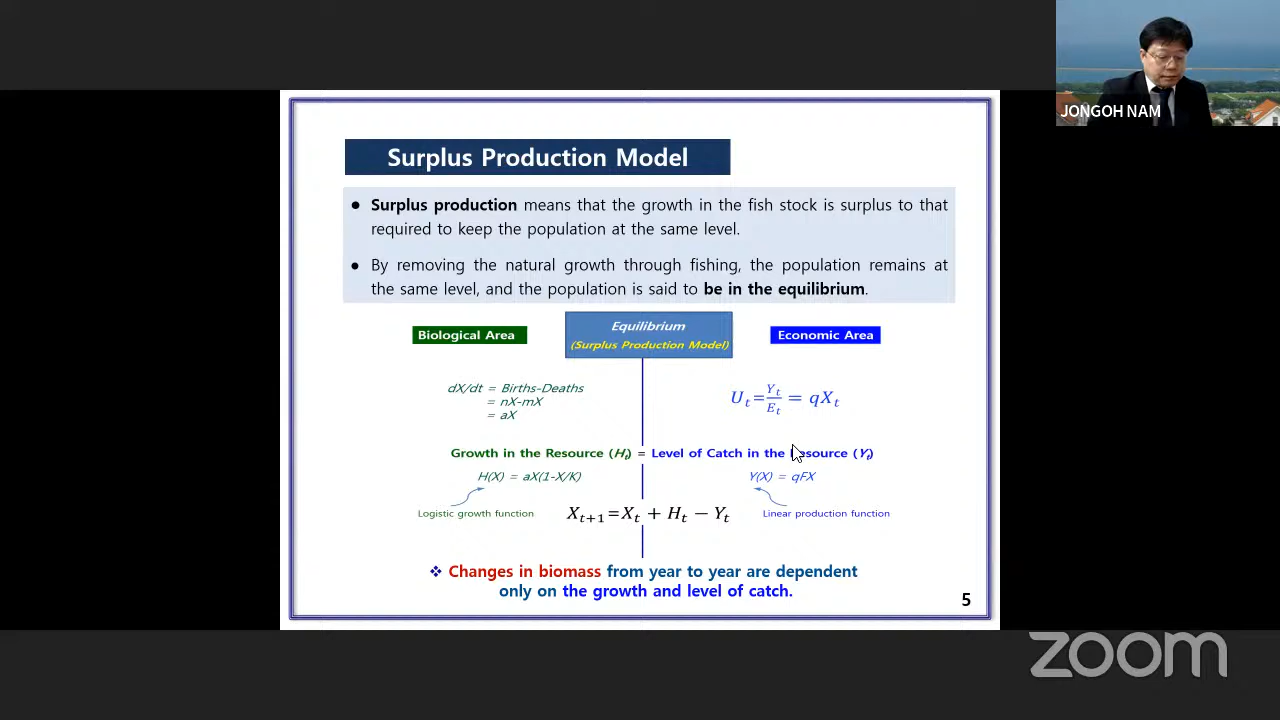 JONGOH NAM
Surplus Production Model
● Surplus production means that the growth in the fish stock is surplus to that
required to keep the population at the same level.
● By removing the natural growth through fishing, the population remains at
the same level, and the population is said to be in the equilibrium.
Biological Area
Equilibrium
(Surplus Production Model)
Economic Area
dX/dt = Births-Deaths
= nX-mX
= aX
U_t=Y_t/E_t = qX_t
Growth in the Resource (H_t) = Level of Catch in the Resource (Y_t)
H(X) = aX(1-X/K)
Y(X) = qFX
Logistic growth function
X_{t+1}=X_t + H_t − Y_t
Linear production function
❖ Changes in biomass from year to year are dependent
only on the growth and level of catch.
5
zoom